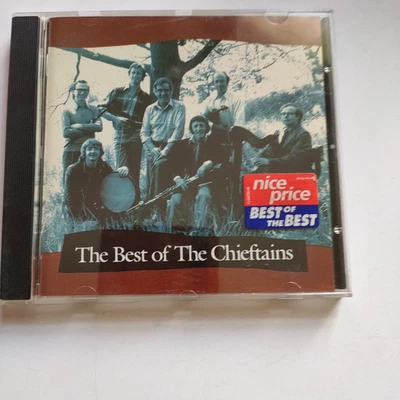 nice
price
BEST OF
THE BEST
The Best of The Chieftains